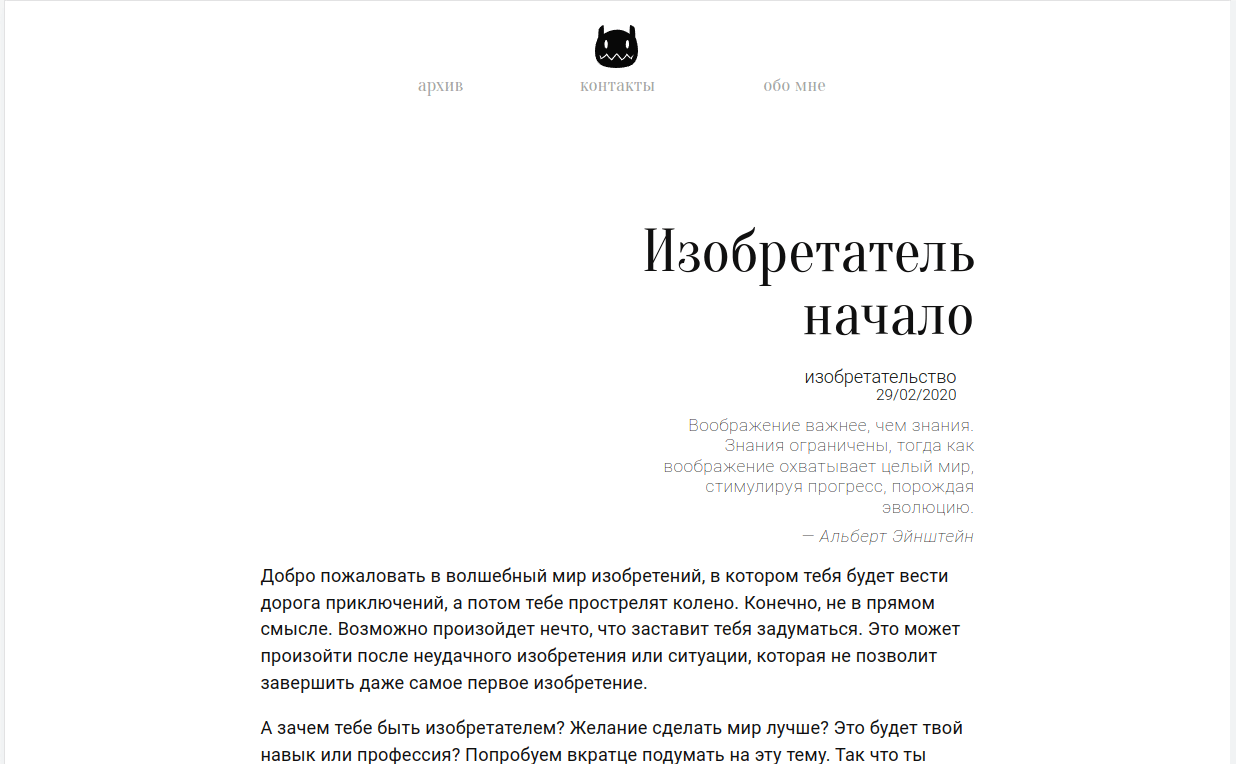 архив контакты обо мне
Изобретатель
начало
изобретательство
29/02/2020
Воображение важнее, чем знания.
Знания ограничены, тогда как
воображение охватывает целый мир,
стимулируя прогресс, порождая
эволюцию.
— Альберт Эйнштейн
Добро пожаловать в волшебный мир изобретений, в котором тебя будет вести
дорога приключений, а потом тебе прострелят колено. Конечно, не в прямом
смысле. Возможно произойдет нечто, что заставит тебя задуматься. Это может
произойти после неудачного изобретения или ситуации, которая не позволит
завершить даже самое первое изобретение.
А зачем тебе быть изобретателем? Желание сделать мир лучше? Это будет твой
навык или профессия? Попробуем вкратце подумать на эту тему. Так что ты